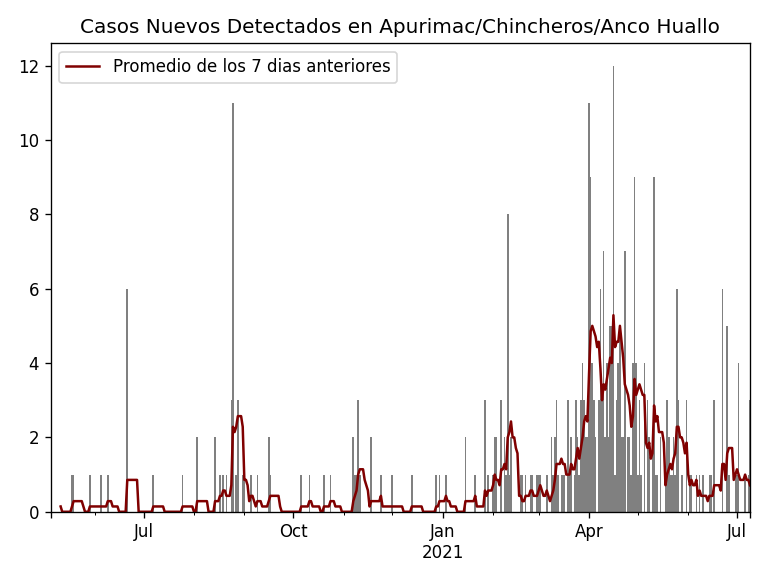 Casos Nuevos Detectados en Apurimac/Chincheros/Anco Huallo
Promedio de los 7 dias anteriores
12
10
8
6
4
2
0
Jul
Oct
Jan
2021
Apr
Jul